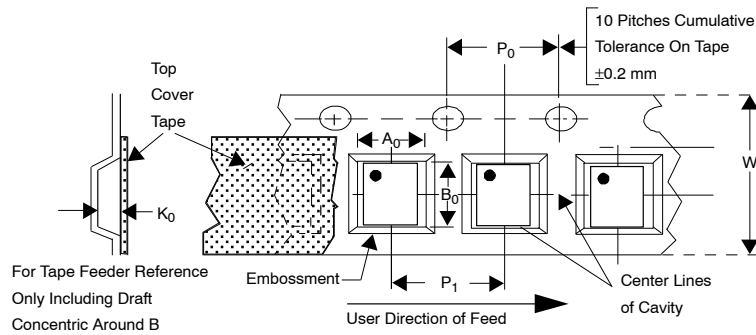 10 Pitches Cumulative
Tolerance On Tape
±0.2 mm
P0
Top
Cover
Tape
A0
W
B0
K0
For Tape Feeder Reference
Only Including Draft
Concentric Around B
Embossment
P1
Center Lines
of Cavity
User Direction of Feed